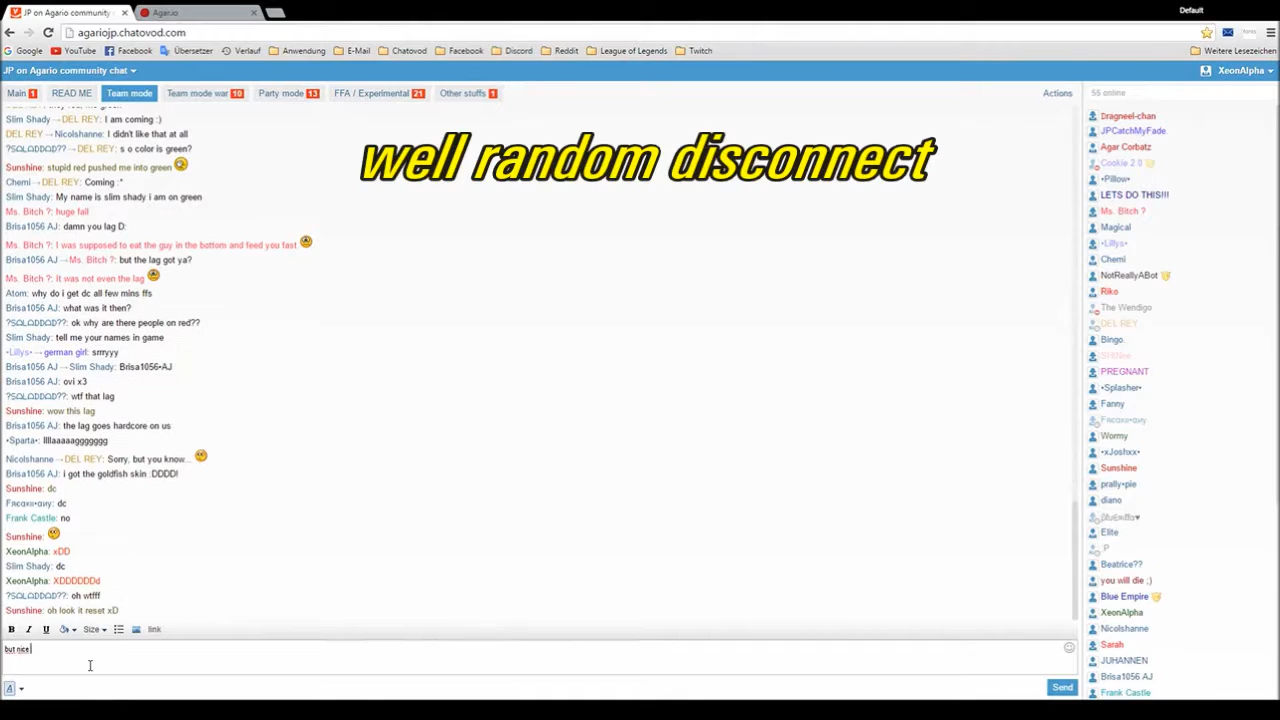 JP on Agario community
Agar.io
Default
agariojp.chatovod.com
Google YouTube Facebook Übersetzer Verlauf Anwendung E-Mail Chatovod Facebook Discord Reddit League of Legends Twitch Weitere Lesezeichen
JP on Agario community chat
XeonAlpha
Main 1 READ ME Team mode Team mode war 10 Party mode 13 FFA / Experimental 21 Other stuffs 1 Actions
55 online
well random disconnect
Slim Shady → DEL REY: I am coming :)
DEL REY → Nicolshanne: I didn't like that at all
DEL REY: s o color is green?
Sunshine: stupid red pushed me into green
Chemi → DEL REY: Coming :*
Slim Shady: My name is slim shady i am on green
Ms. Bitch ?: huge fall
Brisa1056 AJ: damn you lag D:
Ms. Bitch ?: I was supposed to eat the guy in the bottom and feed you fast
Brisa1056 AJ → Ms. Bitch ?: but the lag got ya?
Ms. Bitch ?: It was not even the lag
Atom: why do i get dc all few mins ffs
Brisa1056 AJ: what was it then?
ok why are there people on red??
Slim Shady: tell me your names in game
•Lillys• → german girl: srrryyy
Brisa1056 AJ → Slim Shady: Brisa1056•AJ
Brisa1056 AJ: ovi x3
wtf that lag
Sunshine: wow this lag
Brisa1056 AJ: the lag goes hardcore on us
•Sparta•: lllaaaaaggggggg
Nicolshanne → DEL REY: Sorry, but you know...
Brisa1056 AJ: i got the goldfish skin :DDDD!
Sunshine: dc
dc
Frank Castle: no
Sunshine:
XeonAlpha: xDD
Slim Shady: dc
XeonAlpha: XDDDDDDd
oh wtfff
Sunshine: oh look it reset xD
B I U Size link
but nice
A
Send
Dragneel-chan
JPCatchMyFade
Agar Corbatz
Cookie 2.0
•Pillow•
LETS DO THIS!!!
Ms. Bitch ?
Magical
•Lillys•
Chemi
NotReallyABot
Riko
The Wendigo
DEL REY
Bingo.
PREGNANT
•Splasher•
Fanny
Wormy
•xJoshxx•
Sunshine
prally•pie
diano
Elite
:P
Beatrice??
you will die ;)
Blue Empire
XeonAlpha
Nicolshanne
Sarah
JUHANNEN
Brisa1056 AJ
Frank Castle